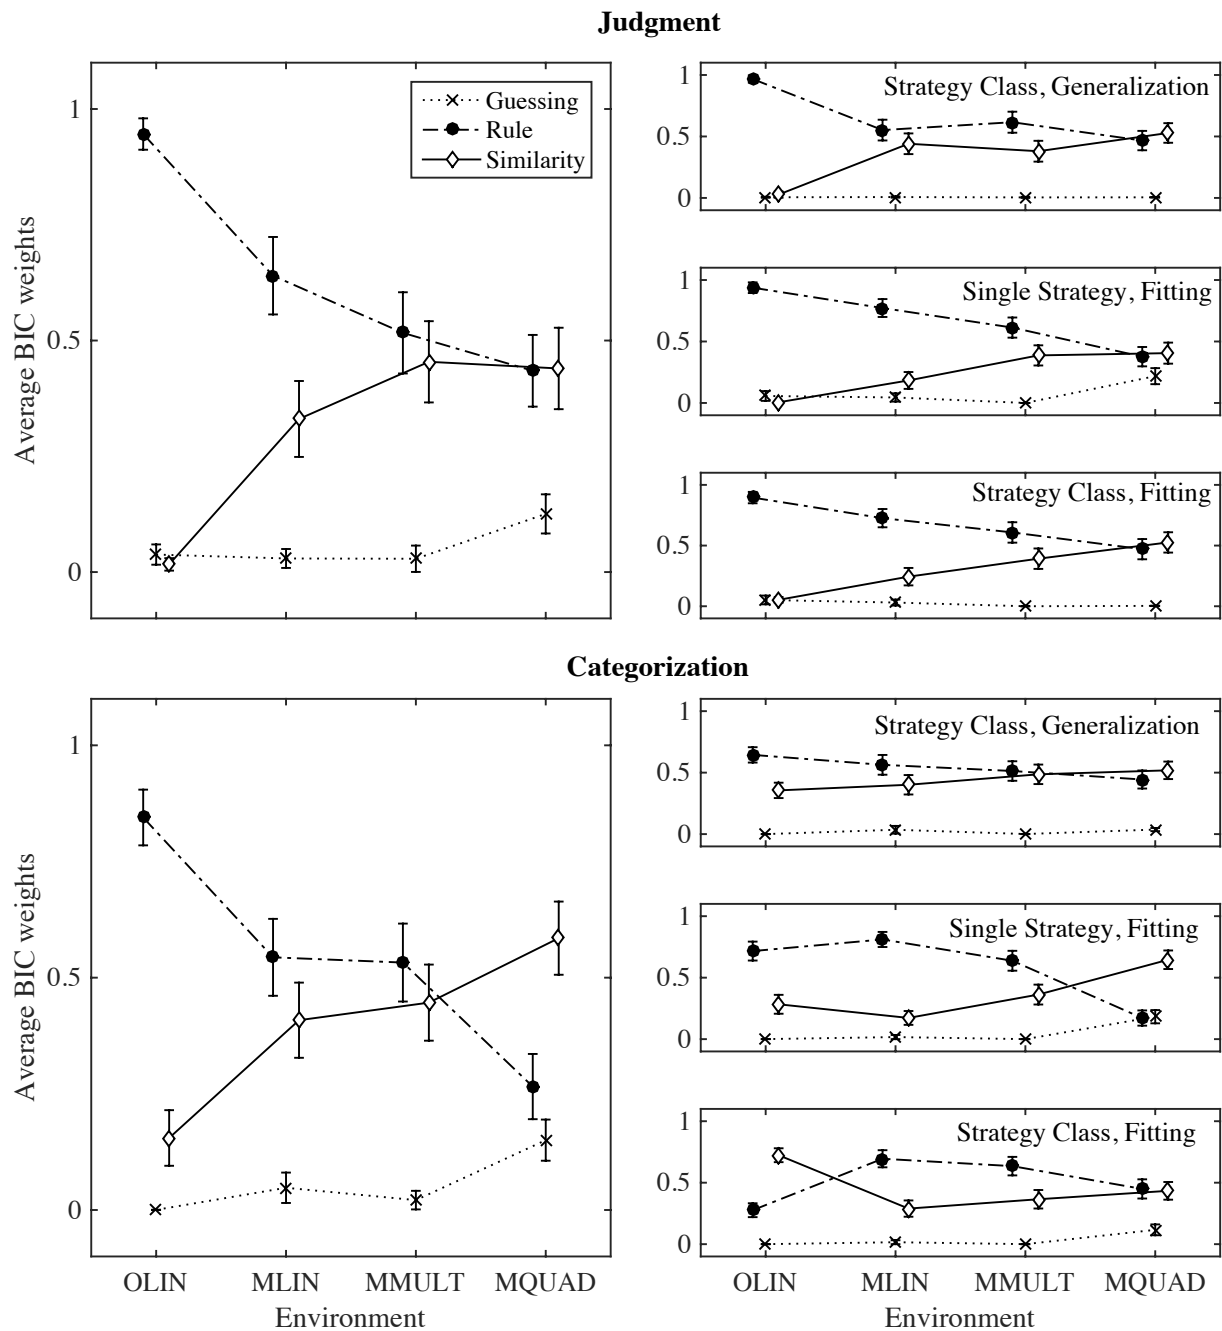 Judgment
Average BIC weights
1
0.5
0
Guessing
Rule
Similarity
1
0.5
0
Strategy Class, Generalization
1
0.5
0
Single Strategy, Fitting
1
0.5
0
Strategy Class, Fitting
Categorization
Average BIC weights
1
0.5
0
OLIN MLIN MMULT MQUAD
Environment
1
0.5
0
Strategy Class, Generalization
1
0.5
0
Single Strategy, Fitting
1
0.5
0
Strategy Class, Fitting
OLIN MLIN MMULT MQUAD
Environment